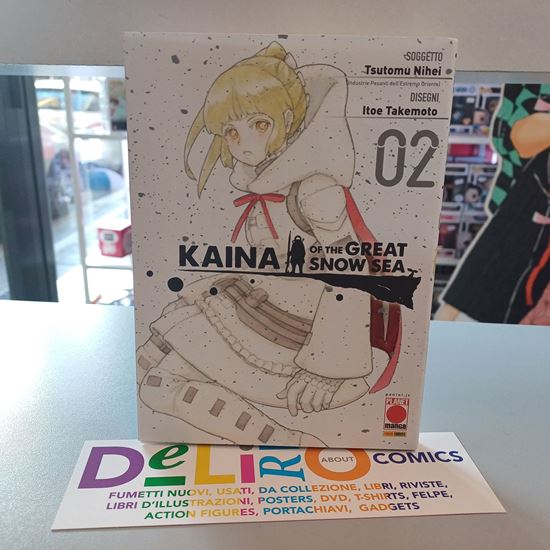 SOGGETTO
Tsutomu Nihei
(Industrie Pesanti dell'Estremo Oriente)
DISEGNI
Itoe Takemoto
02
KAINA OF THE GREAT
SNOW SEA
panini.it
PLANET
manga
DeLiRiO ABOUT COMICS
FUMETTI NUOVI, USATI, DA COLLEZIONE, LIBRI, RIVISTE,
LIBRI D'ILLUSTRAZIONI, POSTERS, DVD, T-SHIRTS, FELPE,
ACTION FIGURES, PORTACHIAVI, GADGETS